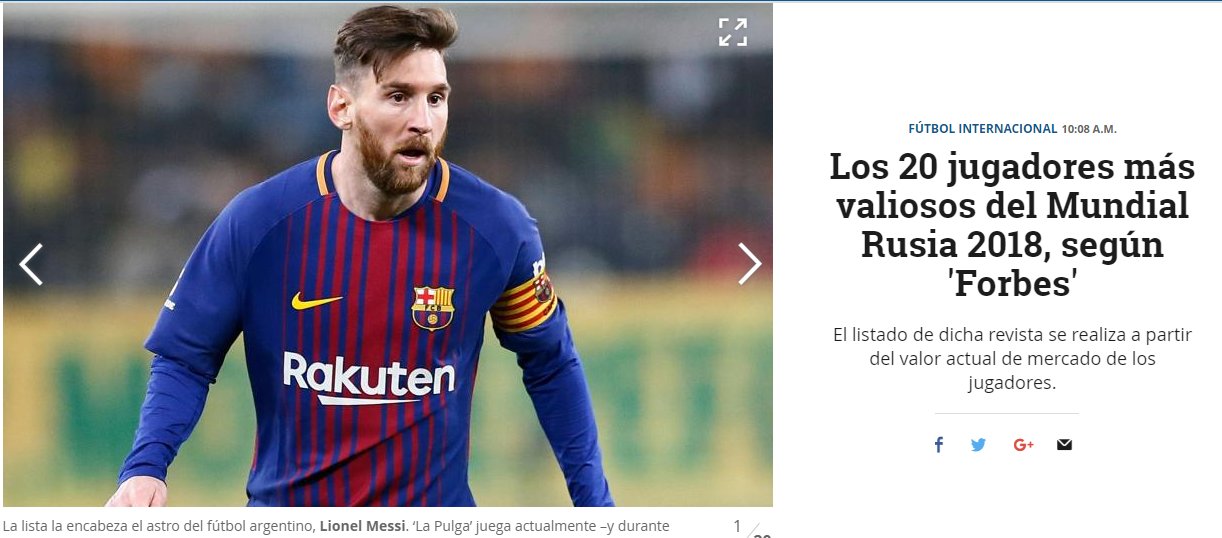 FÚTBOL INTERNACIONAL 10:08 A.M.
Los 20 jugadores más
valiosos del Mundial
Rusia 2018, según
'Forbes'
El listado de dicha revista se realiza a partir
del valor actual de mercado de los
jugadores.
Rakuten
FCB
La lista la encabeza el astro del fútbol argentino, Lionel Messi. ‘La Pulga’ juega actualmente –y durante
1